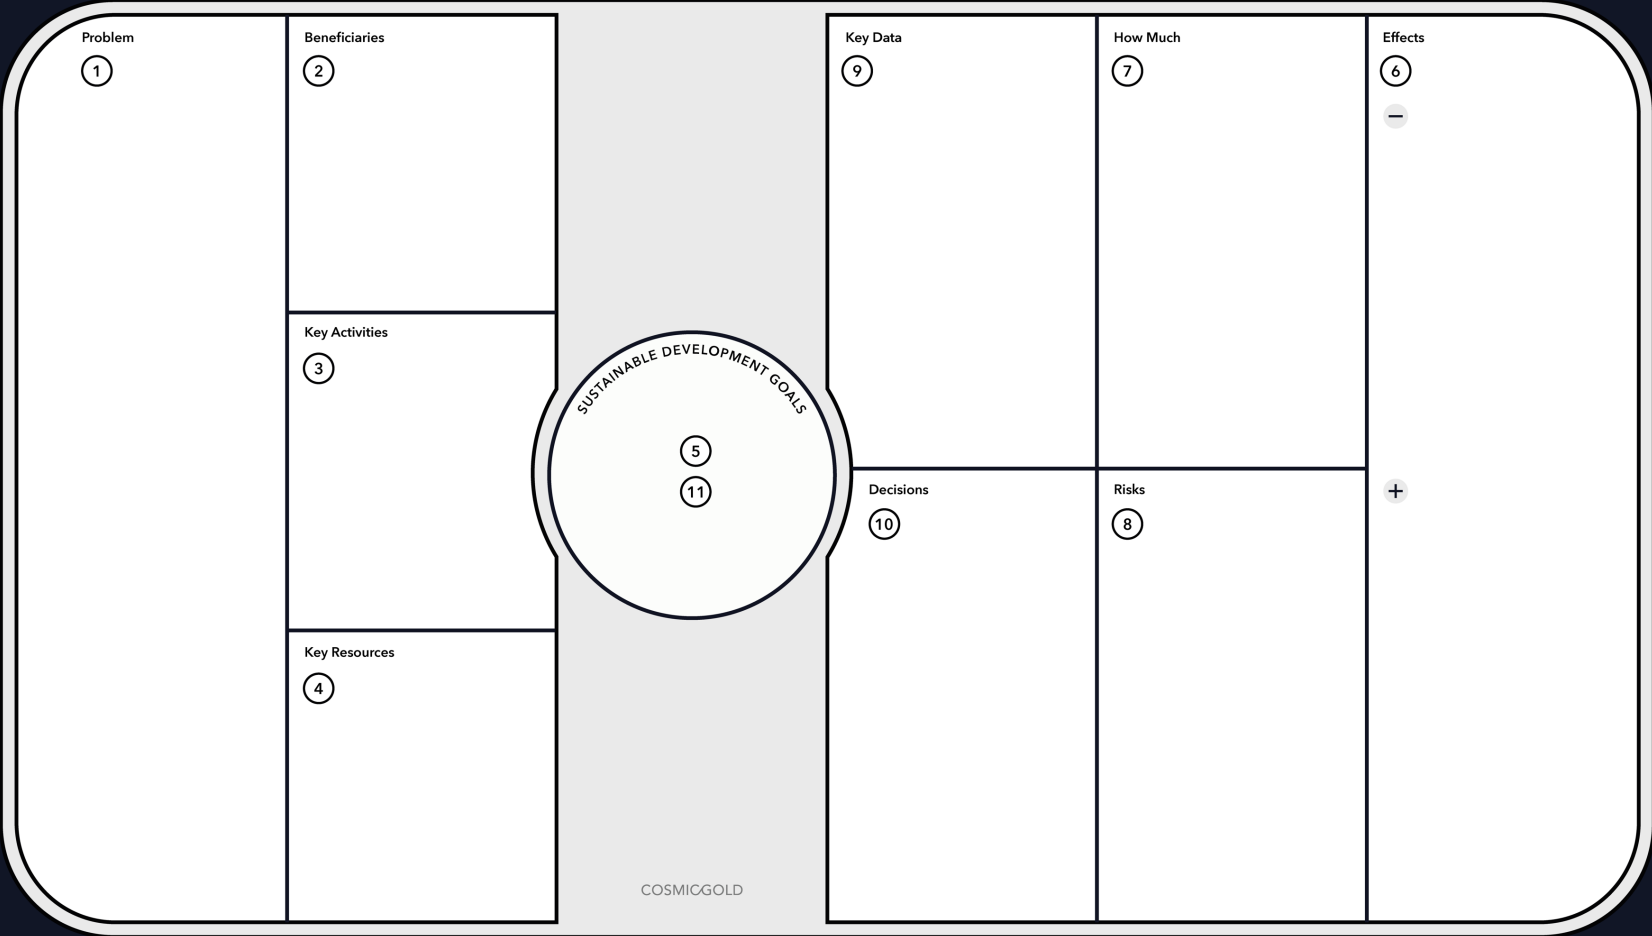 Problem
1
Beneficiaries
2
Key Activities
3
Key Resources
4
SUSTAINABLE DEVELOPMENT GOALS
5
11
COSMICGOLD
Key Data
9
How Much
7
Effects
6
−
+
Decisions
10
Risks
8